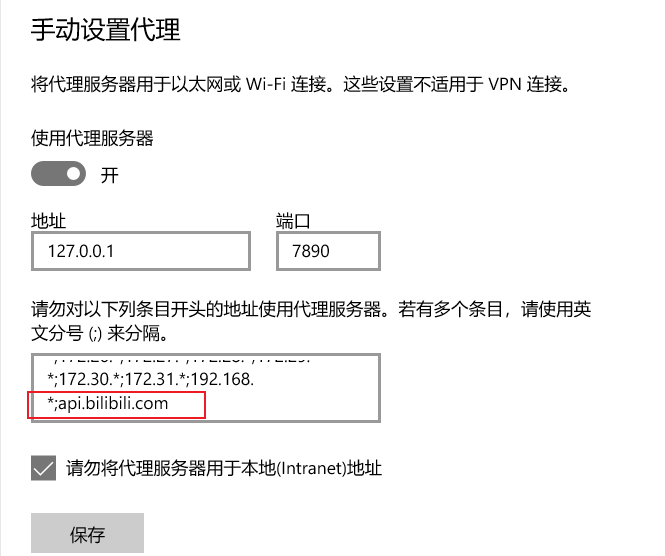 手动设置代理
将代理服务器用于以太网或 Wi-Fi 连接。这些设置不适用于 VPN 连接。
使用代理服务器
开
地址
端口
127.0.0.1
7890
请勿对以下列条目开头的地址使用代理服务器。若有多个条目，请使用英
文分号 (;) 来分隔。
*;172.30.*;172.31.*;192.168.
*;api.bilibili.com
请勿将代理服务器用于本地(Intranet)地址
保存